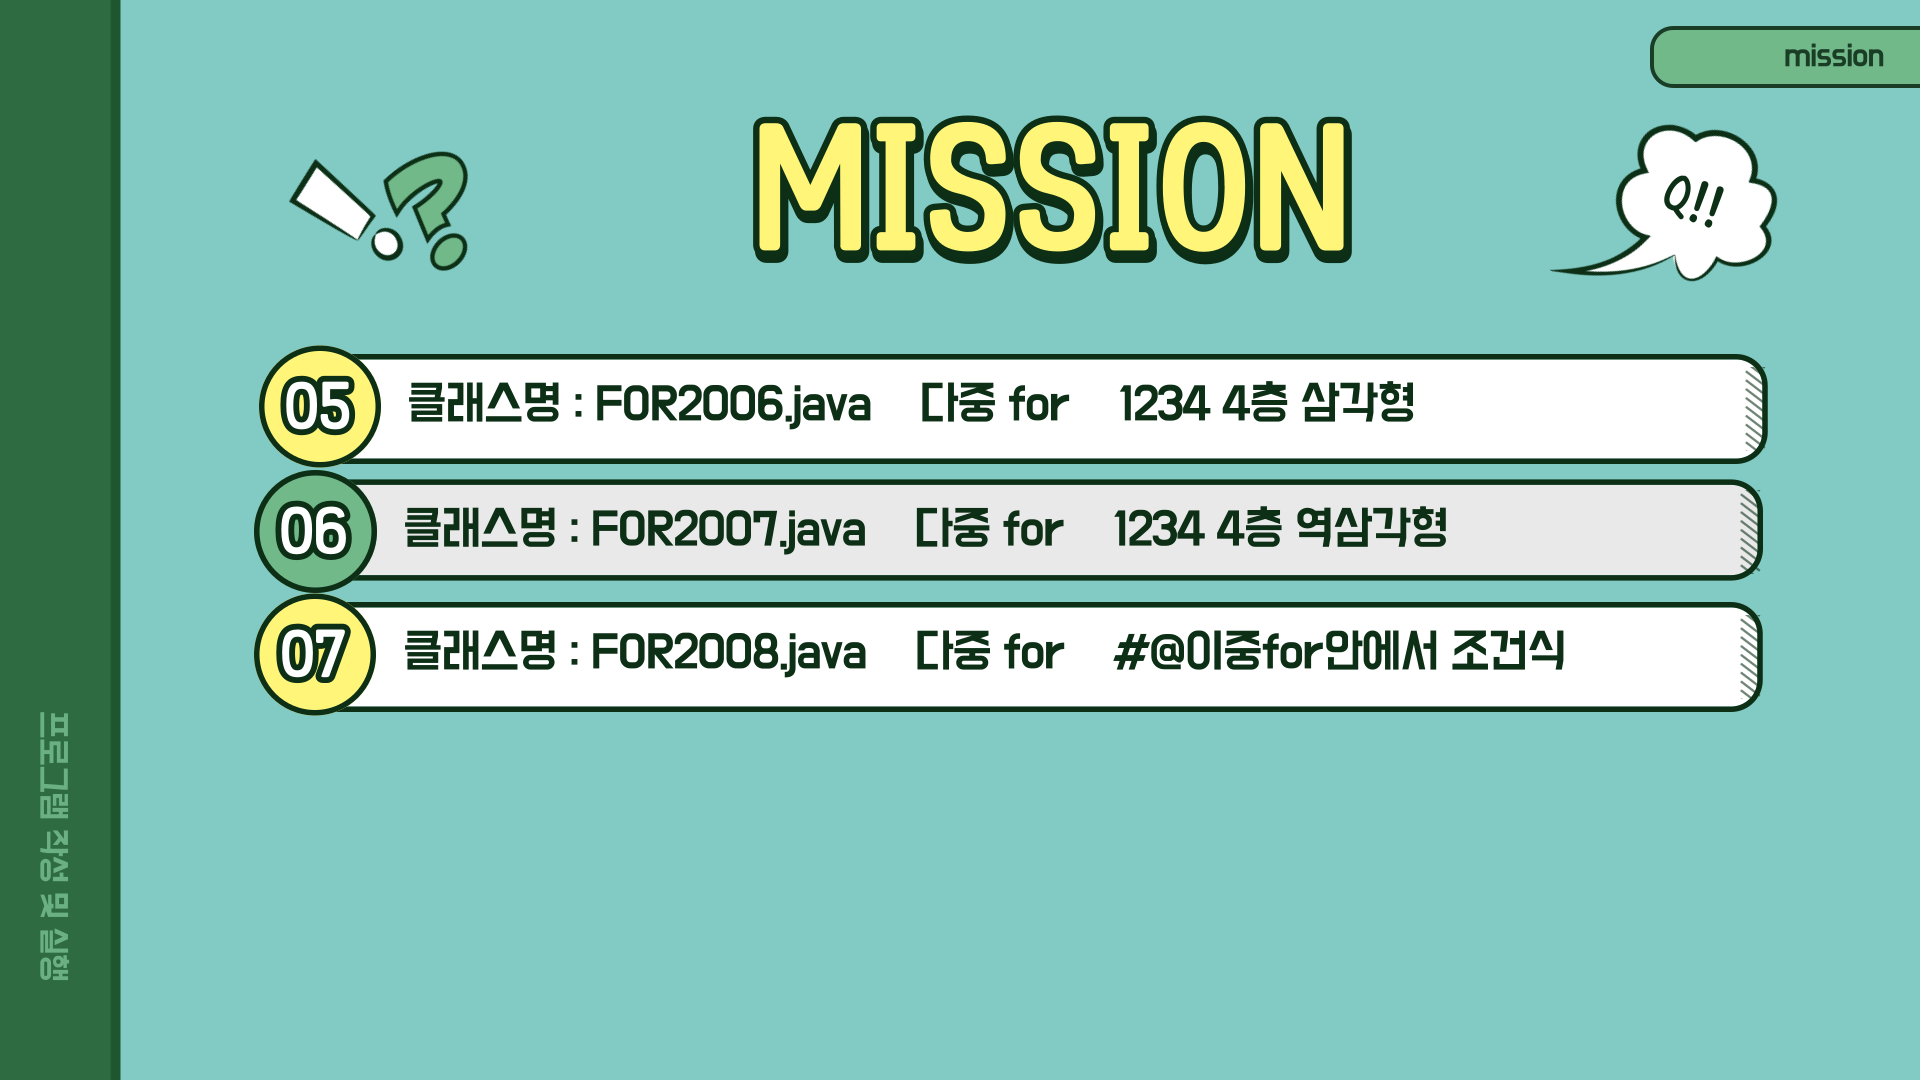 mission
MISSION
Q!!
05 클래스명 : FOR2006.java 다중 for 1234 4층 삼각형
06 클래스명 : FOR2007.java 다중 for 1234 4층 역삼각형
07 클래스명 : FOR2008.java 다중 for #@이중for안에서 조건식
프로그램 작성 및 실행